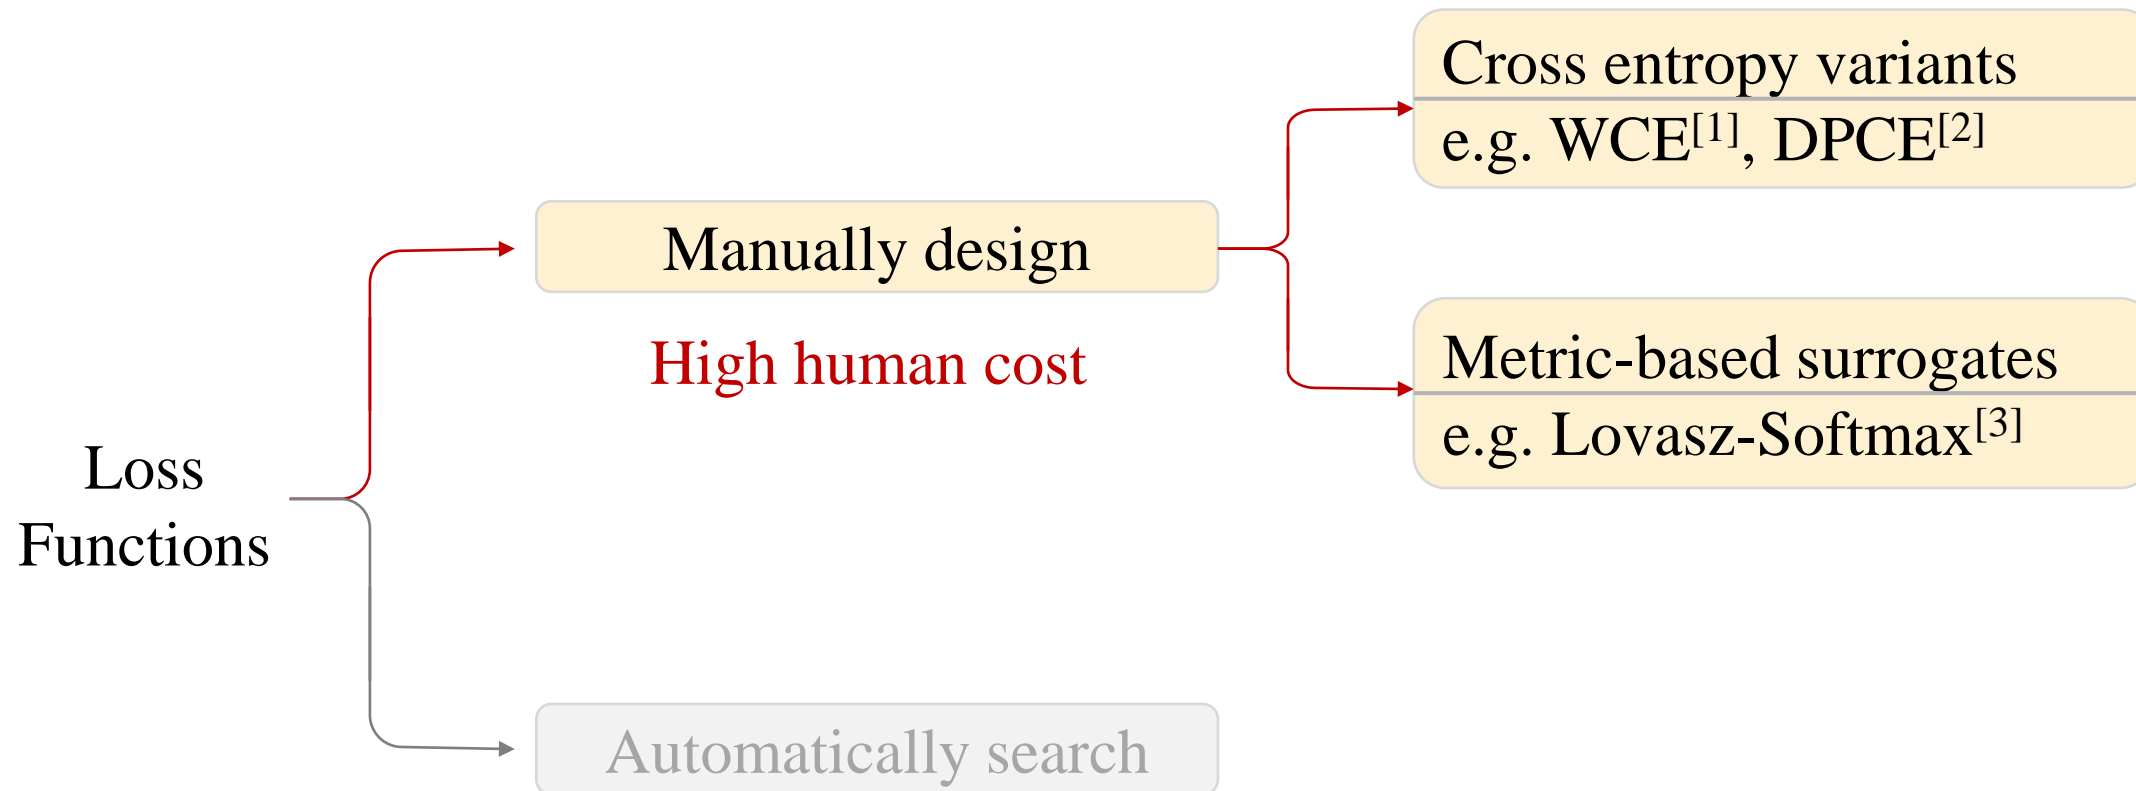 Cross entropy variants
e.g. WCE[1], DPCE[2]
Manually design
High human cost
Metric-based surrogates
e.g. Lovasz-Softmax[3]
Loss
Functions
Automatically search